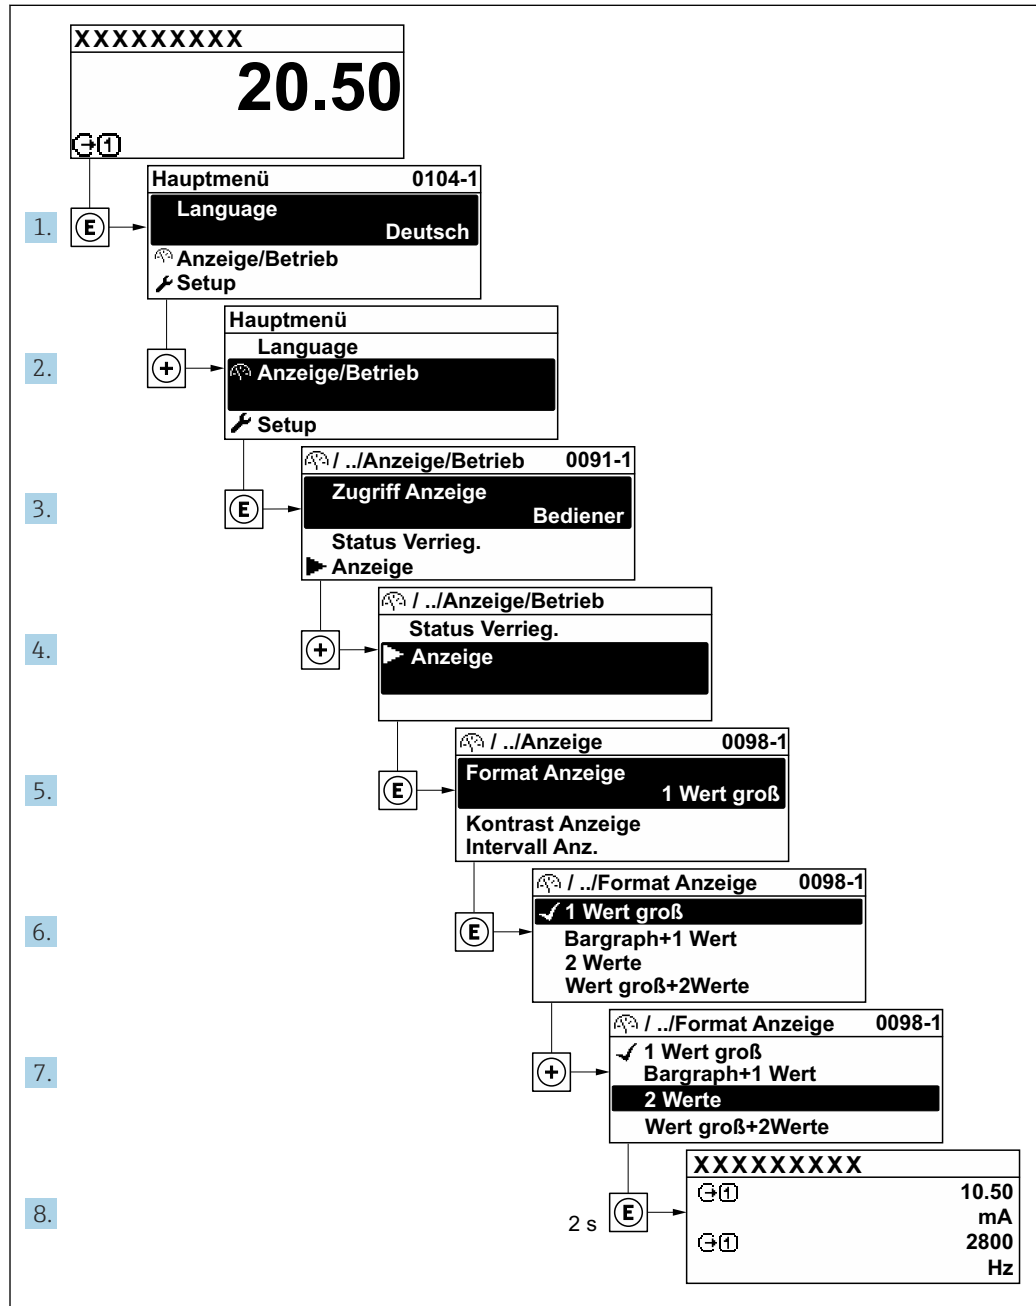 XXXXXXXXX
20.50
1
Hauptmenü 0104-1
1. E Language
Deutsch
Anzeige/Betrieb
Setup
Hauptmenü
Language
2. + Anzeige/Betrieb
Setup
/ ../Anzeige/Betrieb 0091-1
3. E Zugriff Anzeige
Bediener
Status Verrieg.
Anzeige
/ ../Anzeige/Betrieb
Status Verrieg.
4. + Anzeige
/ ../Anzeige 0098-1
5. E Format Anzeige
1 Wert groß
Kontrast Anzeige
Intervall Anz.
/ ../Format Anzeige 0098-1
6. E 1 Wert groß
Bargraph+1 Wert
2 Werte
Wert groß+2Werte
/ ../Format Anzeige 0098-1
7. + 1 Wert groß
Bargraph+1 Wert
2 Werte
Wert groß+2Werte
XXXXXXXXX
8. 2 s E 1 10.50
mA
1 2800
Hz